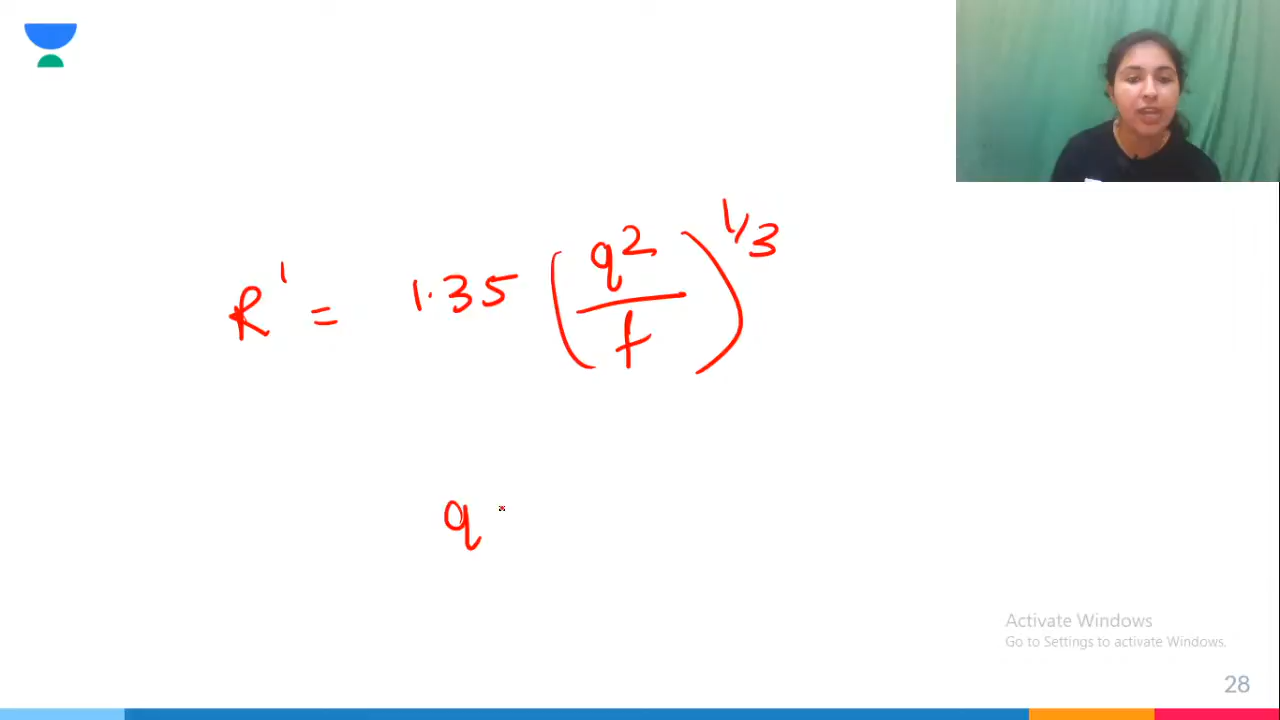 R' = 1.35 (q²/f)^1/3
q
Activate Windows
Go to Settings to activate Windows.
28